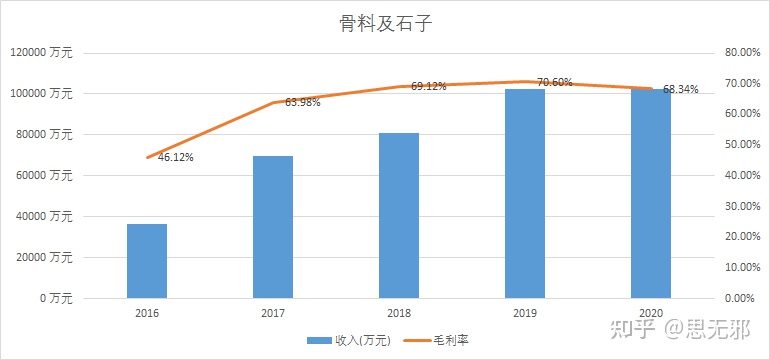 骨料及石子
120000 万元
100000 万元
80000 万元
60000 万元
40000 万元
20000 万元
0 万元
80.00%
70.00%
60.00%
50.00%
40.00%
30.00%
20.00%
10.00%
0.00%
46.12%
63.98%
69.12%
70.60%
68.34%
2016 2017 2018 2019 2020
收入(万元) 毛利率
知乎 @思无邪